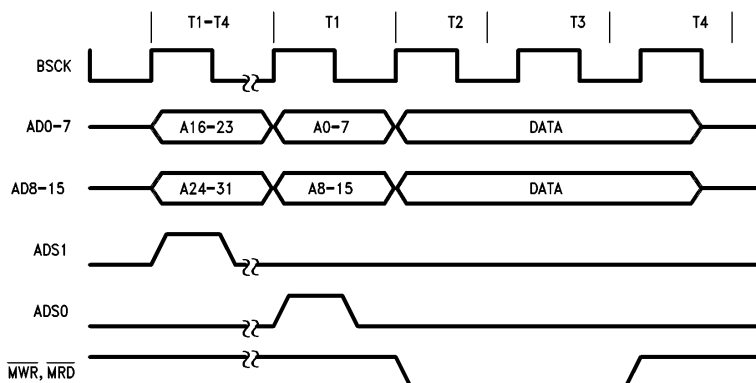 T1-T4 T1 T2 T3 T4
BSCK
AD0-7 A16-23 A0-7 DATA
AD8-15 A24-31 A8-15 DATA
ADS1
ADS0
MWR, MRD